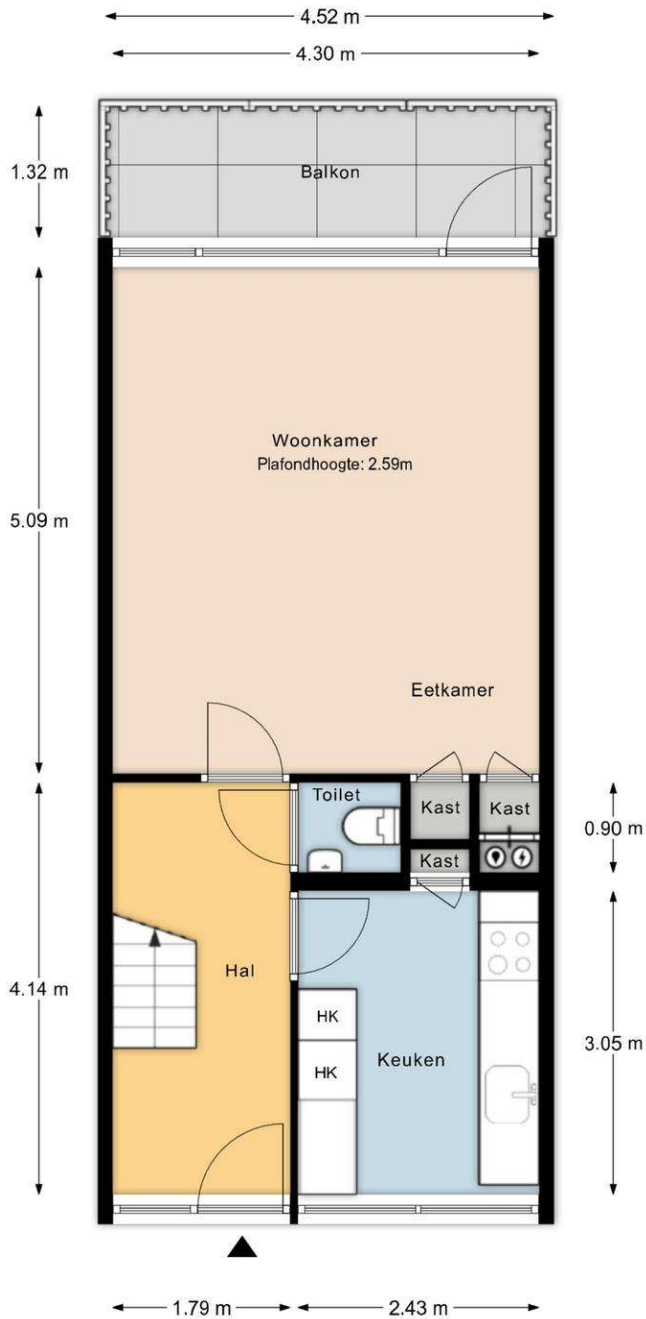 4.52 m
4.30 m
1.32 m
Balkon
Woonkamer
Plafondhoogte: 2.59m
5.09 m
Eetkamer
Toilet
Kast
Kast
0.90 m
Kast
Hal
4.14 m
HK
HK
Keuken
3.05 m
1.79 m
2.43 m